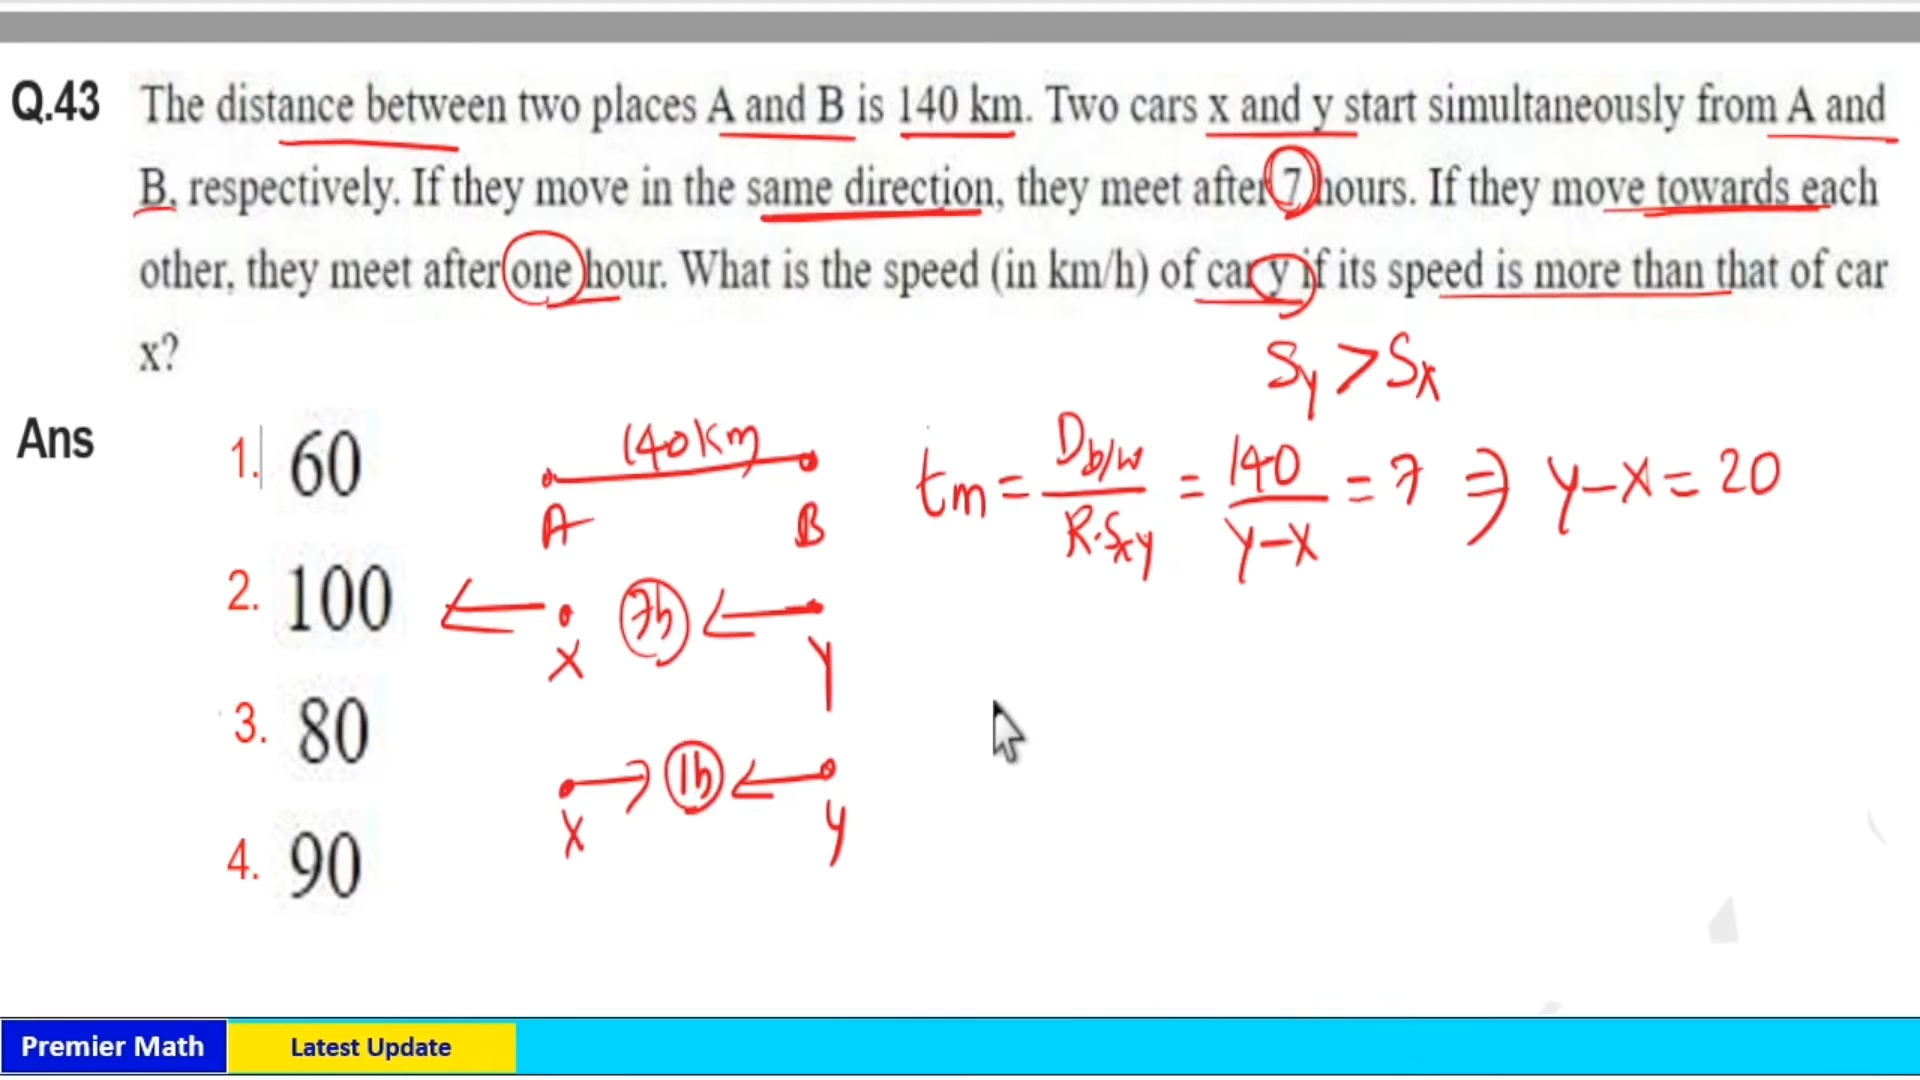 Q.43 The distance between two places A and B is 140 km. Two cars x and y start simultaneously from A and
B, respectively. If they move in the same direction, they meet after 7 hours. If they move towards each
other, they meet after one hour. What is the speed (in km/h) of car y if its speed is more than that of car
x?
Sy > Sx
Ans
1. 60
140km
A B
tm = Db/w / R.Sxy = 140 / Y-X = 7 ⇒ Y-X = 20
2. 100
X 7h Y
3. 80
X 1h y
4. 90
Premier Math Latest Update